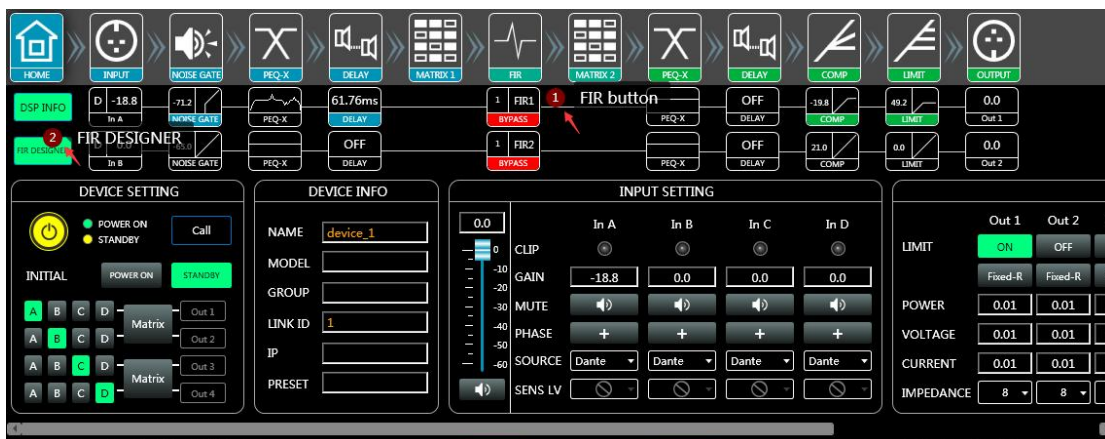 HOME INPUT NOISE GATE PEQ-X DELAY MATRIX 1 FIR MATRIX 2 PEQ-X DELAY COMP LIMIT OUTPUT
DSP INFO D -18.8 -71.2 61.76ms 1 FIR1 1 FIR button OFF -19.8 49.2 0.0
In A NOISE GATE PEQ-X DELAY BYPASS PEQ-X DELAY COMP LIMIT Out 1
2 FIR DESIGNER
FIR DESIGNER D 0.0 -65.0 OFF 1 FIR2 OFF 21.0 0.0 0.0
In B NOISE GATE PEQ-X DELAY BYPASS PEQ-X DELAY COMP LIMIT Out 2
DEVICE SETTING
POWER ON Call
STANDBY
INITIAL POWER ON STANDBY
A B C D Matrix Out 1
A B C D Out 2
A B C D Matrix Out 3
A B C D Out 4
DEVICE INFO
NAME device_1
MODEL
GROUP
LINK ID 1
IP
PRESET
INPUT SETTING
0.0 In A In B In C In D
0 CLIP
-10 GAIN -18.8 0.0 0.0 0.0
-20
-30 MUTE
-40 PHASE + + + +
-50
-60 SOURCE Dante Dante Dante Dante
SENS LV
Out 1 Out 2
LIMIT ON OFF
Fixed-R Fixed-R
POWER 0.01 0.01
VOLTAGE 0.01 0.01
CURRENT 0.01 0.01
IMPEDANCE 8 8